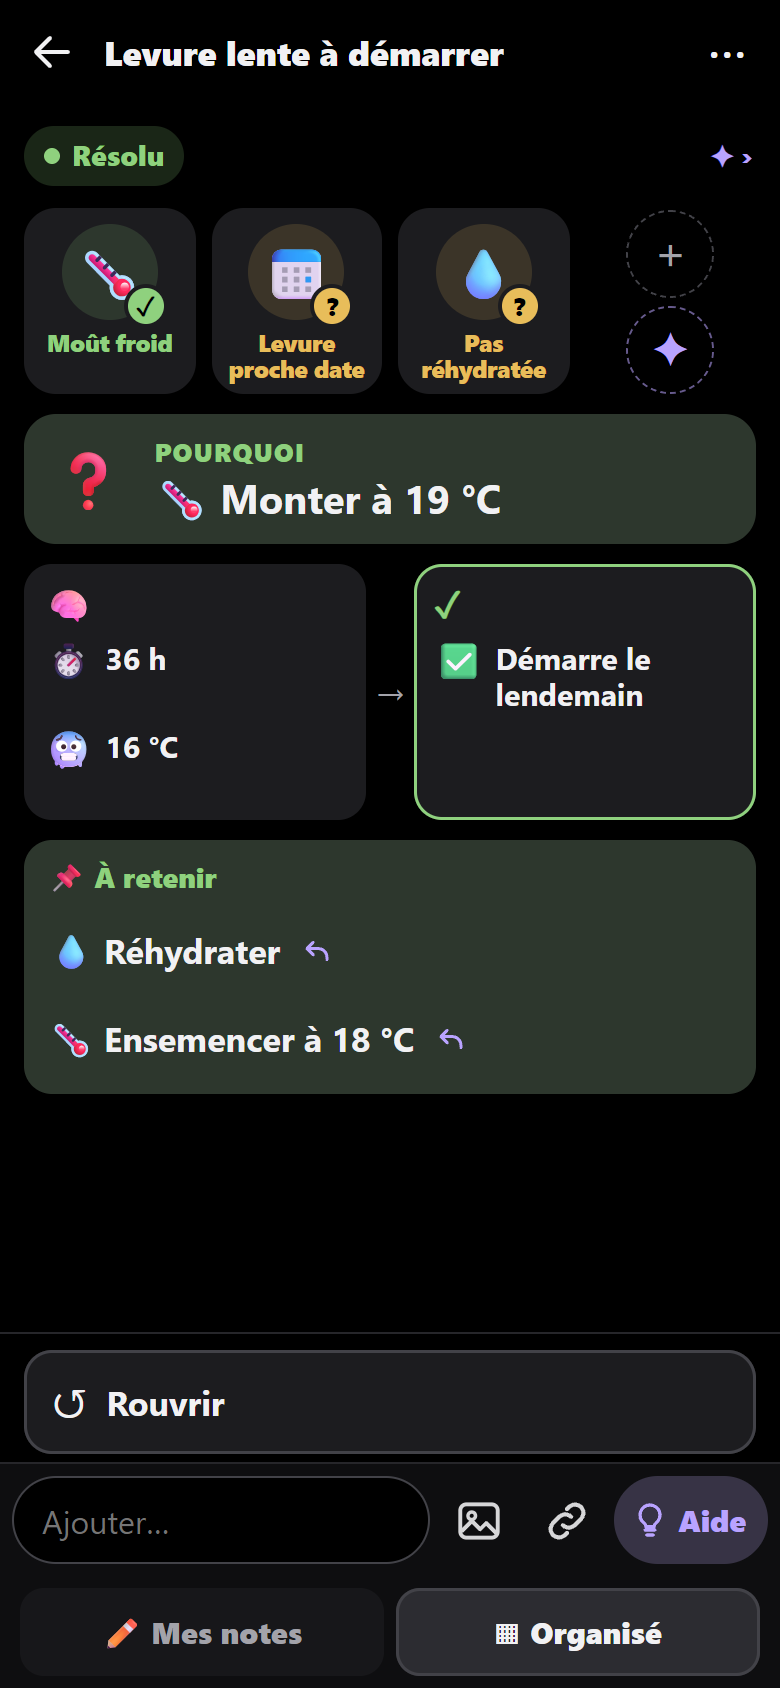 Levure lente à démarrer
Résolu
Moût froid
Levure
proche date
Pas
réhydratée
POURQUOI
Monter à 19 °C
36 h
16 °C
Démarre le
lendemain
À retenir
Réhydrater
Ensemencer à 18 °C
Rouvrir
Ajouter...
Aide
Mes notes
Organisé